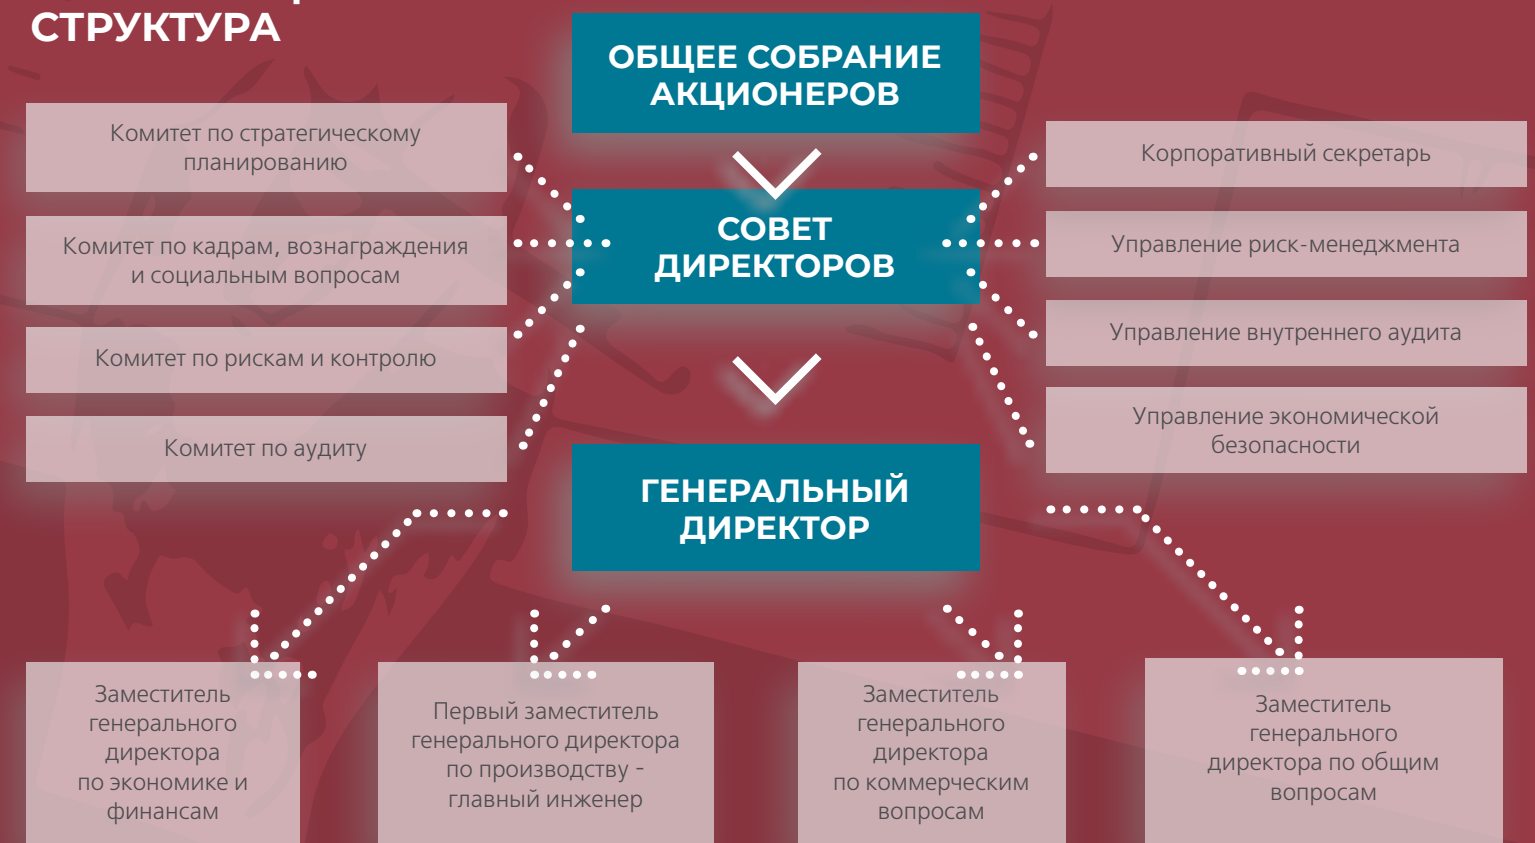 СТРУКТУРА
ОБЩЕЕ СОБРАНИЕ
АКЦИОНЕРОВ
Комитет по стратегическому
планированию
Комитет по кадрам, вознаграждения
и социальным вопросам
Комитет по рискам и контролю
Комитет по аудиту
СОВЕТ
ДИРЕКТОРОВ
Корпоративный секретарь
Управление риск-менеджмента
Управление внутреннего аудита
Управление экономической
безопасности
ГЕНЕРАЛЬНЫЙ
ДИРЕКТОР
Заместитель
генерального
директора
по экономике и
финансам
Первый заместитель
генерального директора
по производству -
главный инженер
Заместитель
генерального
директора
по коммерческим
вопросам
Заместитель
генерального
директора по общим
вопросам